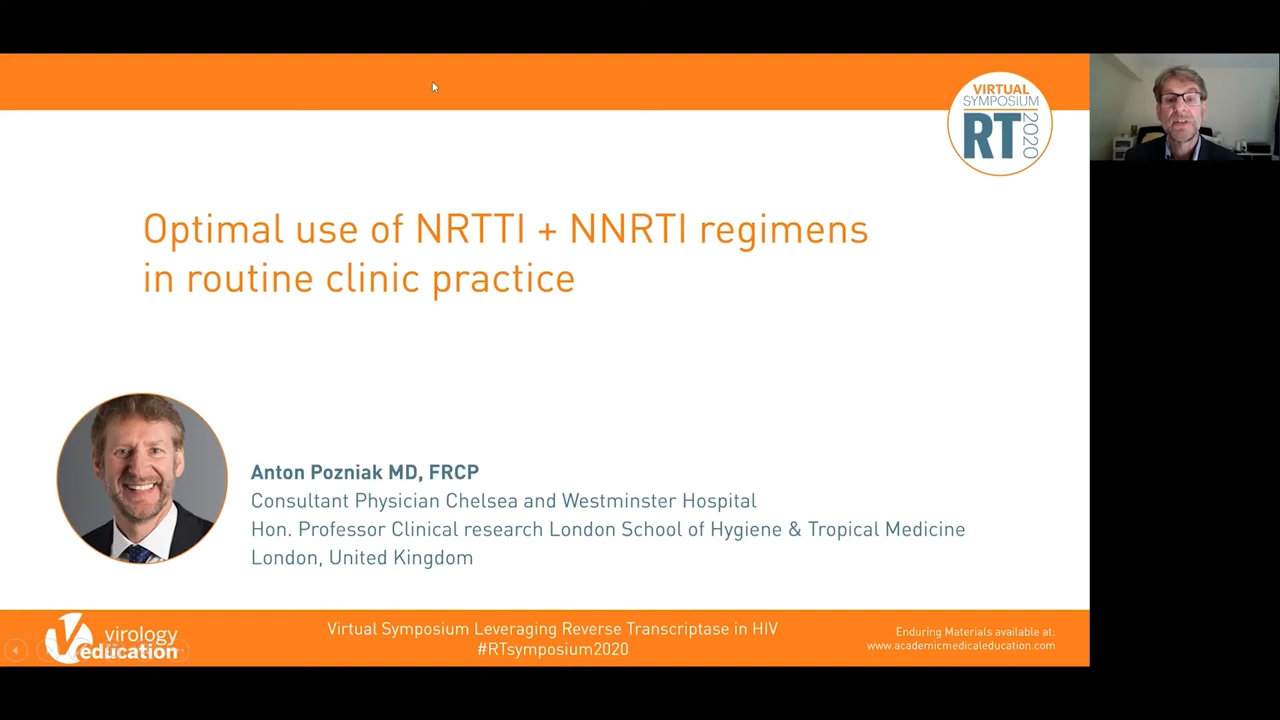 VIRTUAL
SYMPOSIUM
RT 2020
Optimal use of NRTTI + NNRTI regimens
in routine clinic practice
Anton Pozniak MD, FRCP
Consultant Physician Chelsea and Westminster Hospital
Hon. Professor Clinical research London School of Hygiene & Tropical Medicine
London, United Kingdom
virology
education
Virtual Symposium Leveraging Reverse Transcriptase in HIV
#RTsymposium2020
Enduring Materials available at:
www.academicmedicaleducation.com